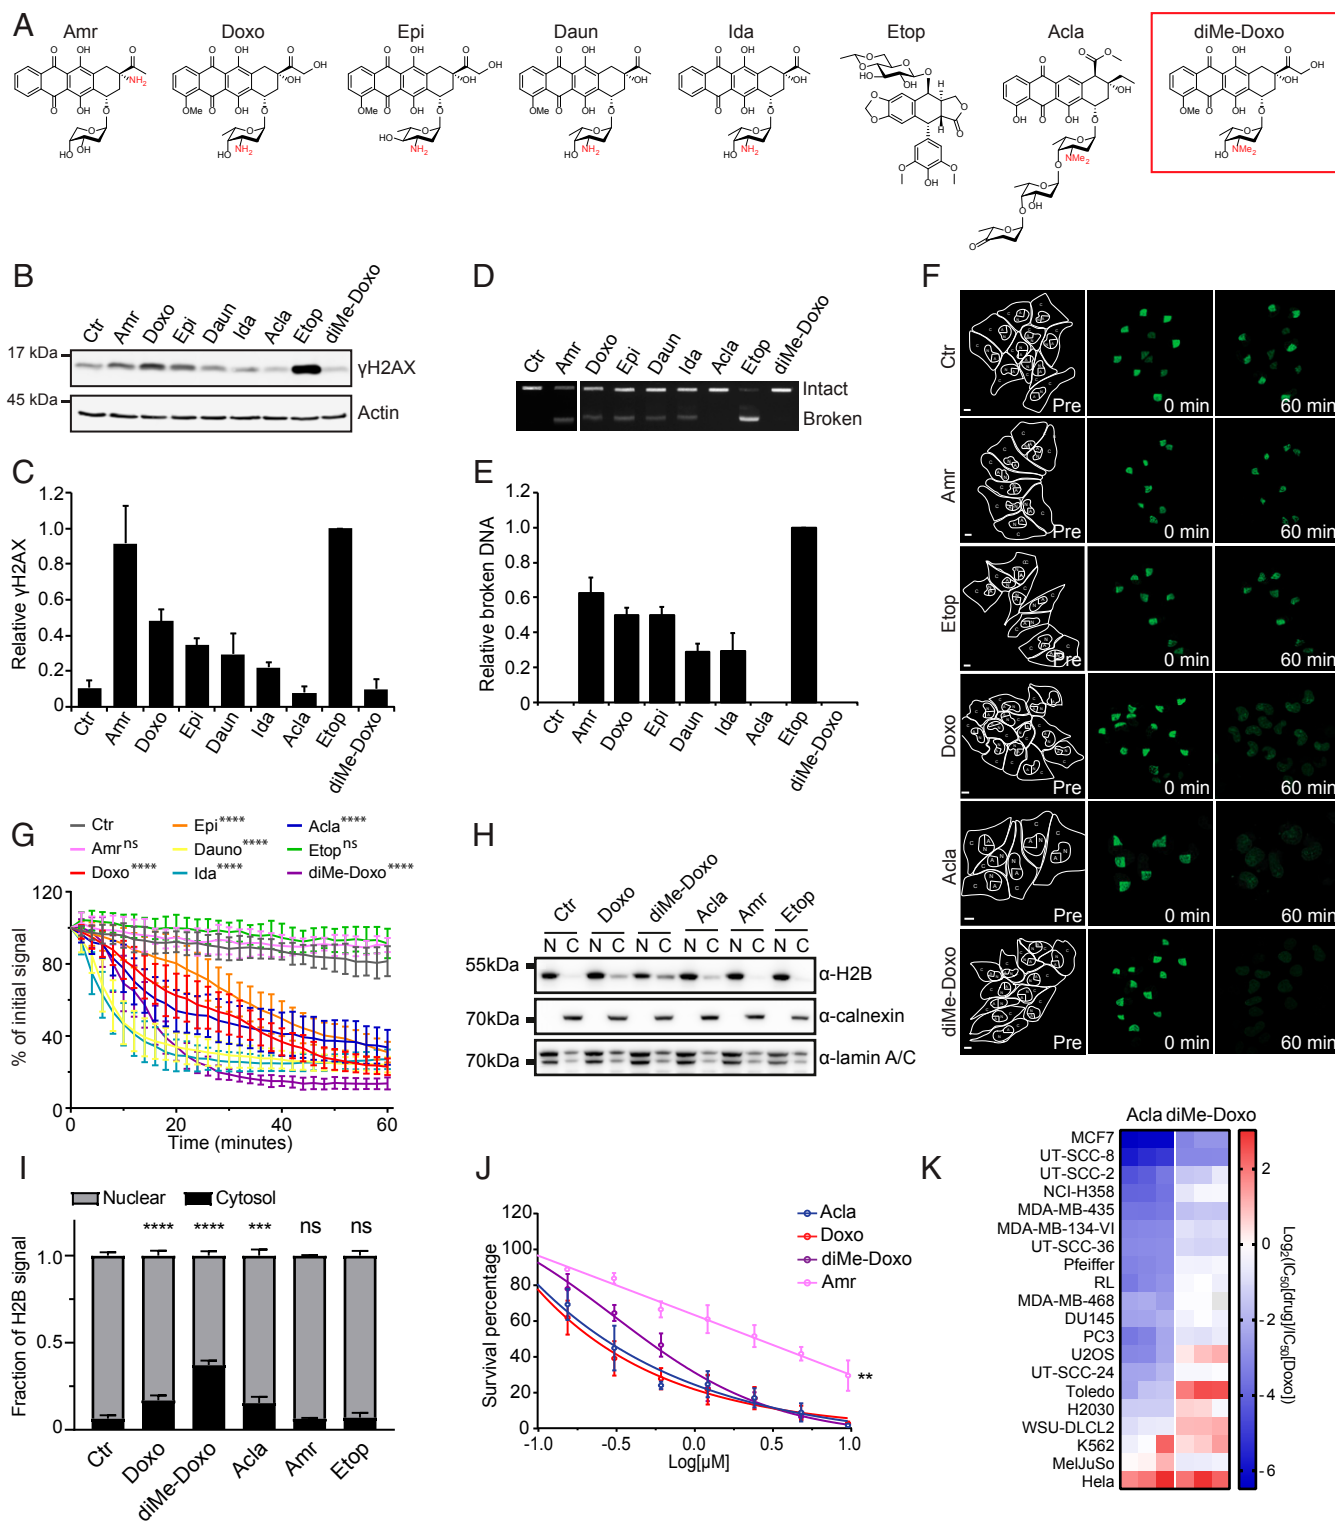 A
Amr
Doxo
Epi
Daun
Ida
Etop
Acla
diMe-Doxo
B
Ctr
Amr
Doxo
Epi
Daun
Ida
Acla
Etop
diMe-Doxo
17 kDa
γH2AX
45 kDa
Actin
C
Relative γH2AX
1.2
1.0
0.8
0.6
0.4
0.2
0
Ctr
Amr
Doxo
Epi
Daun
Ida
Acla
Etop
diMe-Doxo
D
Ctr
Amr
Doxo
Epi
Daun
Ida
Acla
Etop
diMe-Doxo
Intact
Broken
E
Relative broken DNA
1.2
1.0
0.8
0.6
0.4
0.2
0
Ctr
Amr
Doxo
Epi
Daun
Ida
Acla
Etop
diMe-Doxo
F
Ctr
Pre
0 min
60 min
Amr
Pre
0 min
60 min
Etop
Pre
0 min
60 min
Doxo
Pre
0 min
60 min
Acla
Pre
0 min
60 min
diMe-Doxo
Pre
0 min
60 min
G
Ctr
Epi****
Acla****
Amr ns
Dauno****
Etop ns
Doxo****
Ida****
diMe-Doxo****
% of initial signal
120
80
40
0
0
20
40
60
Time (minutes)
H
Ctr
Doxo
diMe-Doxo
Acla
Amr
Etop
N C N C N C N C N C N C
55kDa
α-H2B
70kDa
α-calnexin
70kDa
α-lamin A/C
I
Nuclear
Cytosol
Fraction of H2B signal
1.0
0.5
0
****
****
***
ns
ns
Ctr
Doxo
diMe-Doxo
Acla
Amr
Etop
J
Acla
Doxo
diMe-Doxo
Amr
Survival percentage
120
100
80
60
40
20
0
**
-1.0
-0.5
0.0
0.5
1.0
Log[μM]
K
Acla diMe-Doxo
MCF7
UT-SCC-8
UT-SCC-2
NCI-H358
MDA-MB-435
MDA-MB-134-VI
UT-SCC-36
Pfeiffer
RL
MDA-MB-468
DU145
PC3
U2OS
UT-SCC-24
Toledo
H2030
WSU-DLCL2
K562
MelJuSo
Hela
2
0
-2
-4
-6
Log2(IC50[drug]/IC50[Doxo])